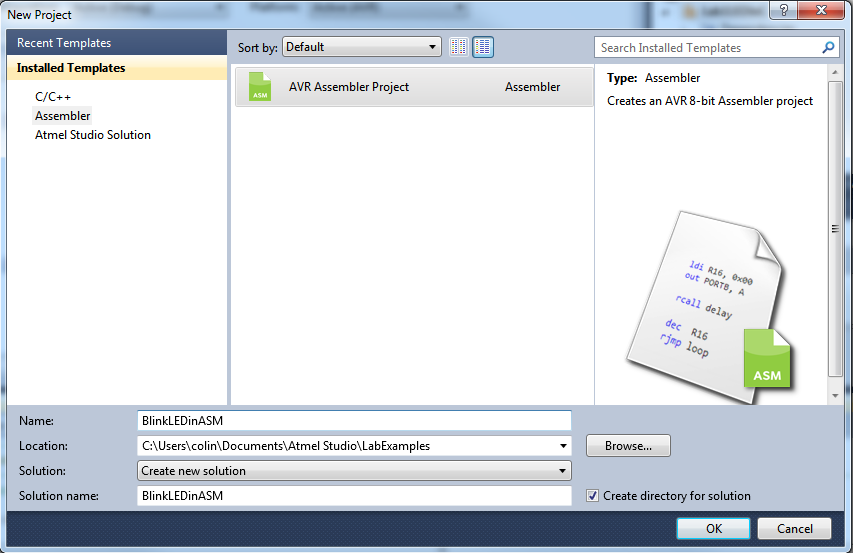 New Project
Recent Templates
Installed Templates
C/C++
Assembler
Atmel Studio Solution
Sort by: Default
Search Installed Templates
ASM
AVR Assembler Project Assembler
Type: Assembler
Creates an AVR 8-bit Assembler project
ldi R16, 0x00
out PORTB, A
rcall delay
dec R16
rjmp loop
ASM
Name: BlinkLEDinASM
Location: C:\Users\colin\Documents\Atmel Studio\LabExamples
Browse...
Solution: Create new solution
Solution name: BlinkLEDinASM
Create directory for solution
OK Cancel